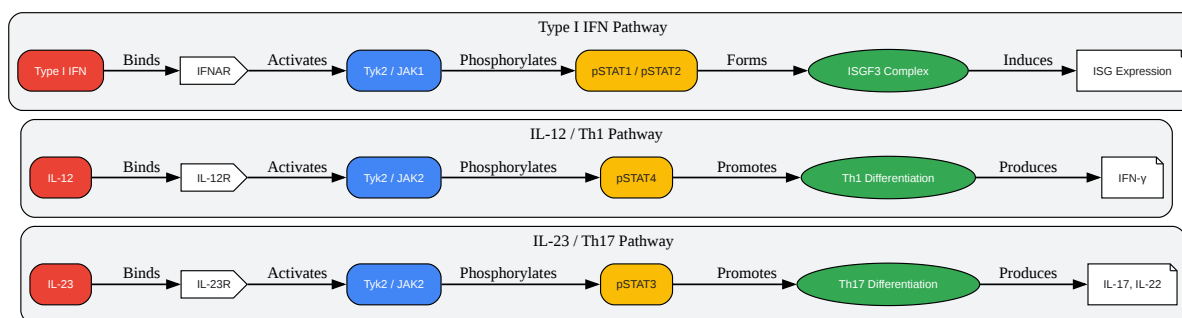 Type I IFN Pathway
Type I IFN Binds IFNAR Activates Tyk2 / JAK1 Phosphorylates pSTAT1 / pSTAT2 Forms ISGF3 Complex Induces ISG Expression
IL-12 / Th1 Pathway
IL-12 Binds IL-12R Activates Tyk2 / JAK2 Phosphorylates pSTAT4 Promotes Th1 Differentiation Produces IFN-γ
IL-23 / Th17 Pathway
IL-23 Binds IL-23R Activates Tyk2 / JAK2 Phosphorylates pSTAT3 Promotes Th17 Differentiation Produces IL-17, IL-22